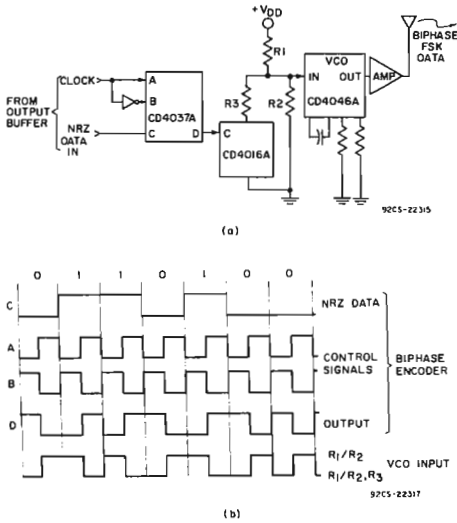 +VDD
R1
BIPHASE
FSK
DATA
VCO
IN OUT
AMP
CD4046A
FROM
OUTPUT
BUFFER
CLOCK
A
B
CD4037A
C D
NRZ
DATA
IN
R3
R2
C
CD4016A
92CS-22315
(a)
0 1 1 0 1 0 0
C
NRZ DATA
A
CONTROL
SIGNALS
B
BIPHASE
ENCODER
D
OUTPUT
R1/R2
VCO INPUT
R1/R2,R3
92CS-22317
(b)